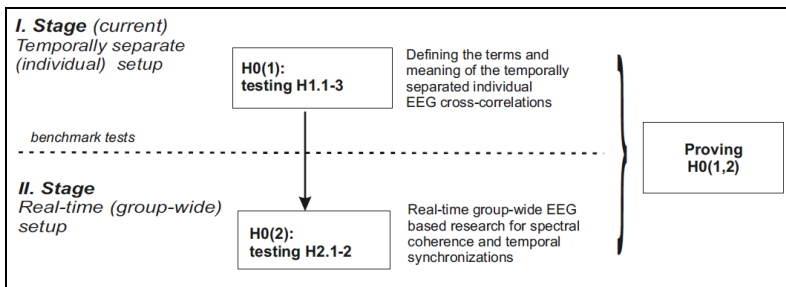 I. Stage (current)
Temporally separate
(individual) setup
H0(1):
testing H1.1-3
Defining the terms and
meaning of the temporally
separated individual
EEG cross-correlations
benchmark tests
Proving
H0(1,2)
II. Stage
Real-time (group-wide)
setup
H0(2):
testing H2.1-2
Real-time group-wide EEG
based research for spectral
coherence and temporal
synchronizations